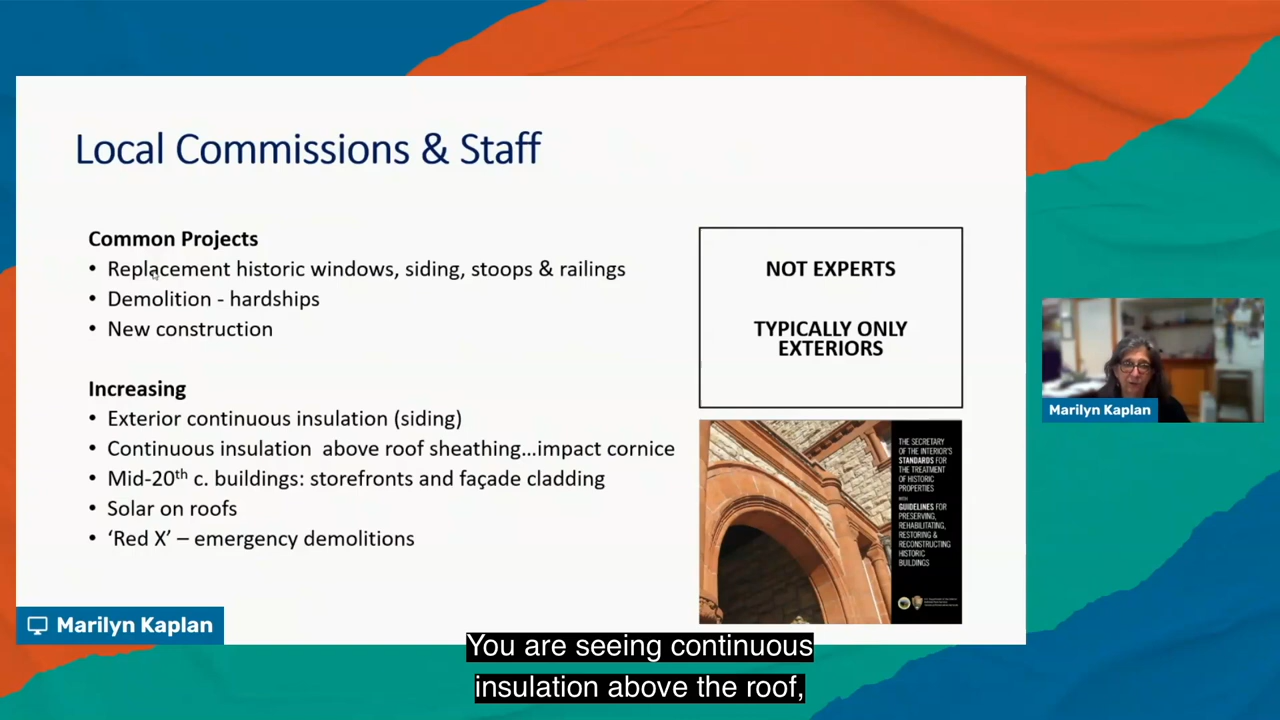 Local Commissions & Staff
Common Projects
• Replacement historic windows, siding, stoops & railings
• Demolition - hardships
• New construction
Increasing
• Exterior continuous insulation (siding)
• Continuous insulation above roof sheathing...impact cornice
• Mid-20th c. buildings: storefronts and façade cladding
• Solar on roofs
• ‘Red X’ – emergency demolitions
NOT EXPERTS
TYPICALLY ONLY
EXTERIORS
THE SECRETARY
OF THE INTERIOR'S
STANDARDS FOR
THE TREATMENT
OF HISTORIC
PROPERTIES
WITH
GUIDELINES FOR
PRESERVING,
REHABILITATING,
RESTORING &
RECONSTRUCTING
HISTORIC
BUILDINGS
Marilyn Kaplan
Marilyn Kaplan
You are seeing continuous
insulation above the roof,